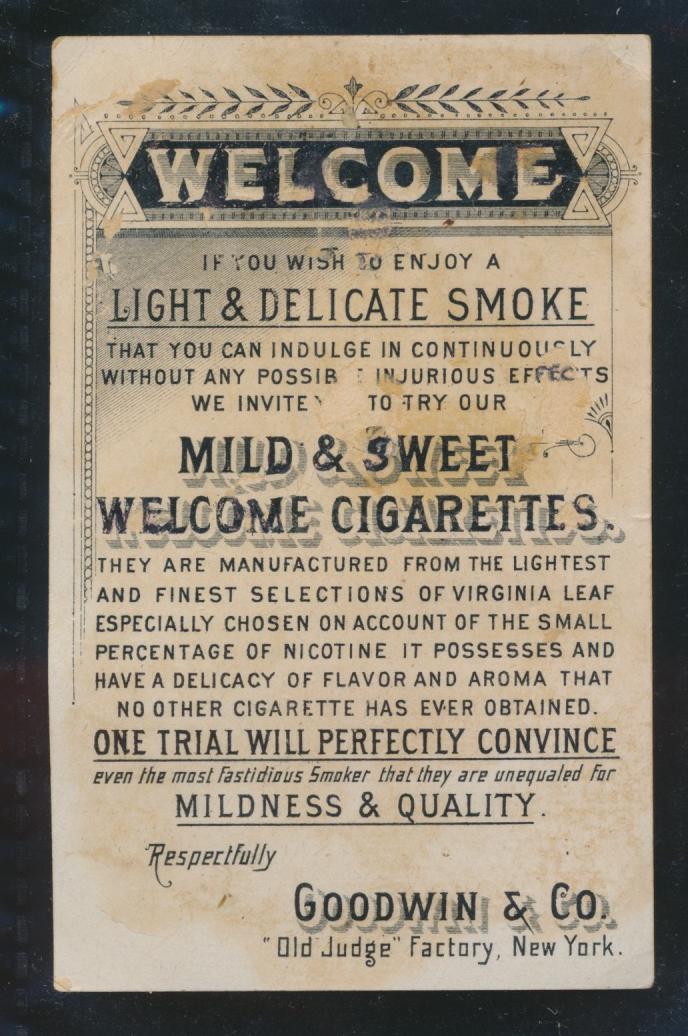 WELCOME
IF YOU WISH TO ENJOY A
LIGHT & DELICATE SMOKE
THAT YOU CAN INDULGE IN CONTINUOUSLY
WITHOUT ANY POSSIBLE INJURIOUS EFFECTS
WE INVITE TO TRY OUR
MILD & SWEET
WELCOME CIGARETTES.
THEY ARE MANUFACTURED FROM THE LIGHTEST
AND FINEST SELECTIONS OF VIRGINIA LEAF
ESPECIALLY CHOSEN ON ACCOUNT OF THE SMALL
PERCENTAGE OF NICOTINE IT POSSESSES AND
HAVE A DELICACY OF FLAVOR AND AROMA THAT
NO OTHER CIGARETTE HAS EVER OBTAINED.
ONE TRIAL WILL PERFECTLY CONVINCE
even the most fastidious Smoker that they are unequaled for
MILDNESS & QUALITY.
Respectfully
GOODWIN & CO.
"Old Judge" Factory, New York.